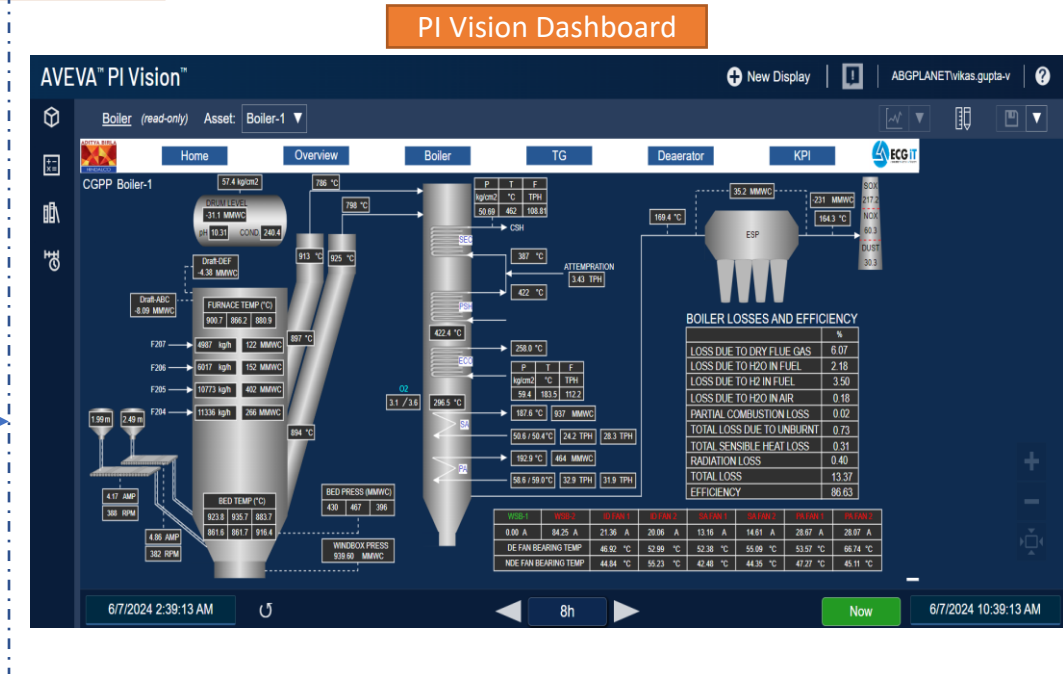 PI Vision Dashboard
AVEVA™ PI Vision™
New Display
ABGPLANET\vikas.gupta-v
?
Boiler (read-only) Asset: Boiler-1
ADITYA BIRLA
HINDALCO
Home Overview Boiler TG Deaerator KPI
ECG iT
CGPP Boiler-1
57.4 kg/cm2
DRUM LEVEL
-31.1 MMWC
pH 10.31 COND 240.4
Draft-DEF
-4.38 MMWC
Draft-ABC
-8.09 MMWC
FURNACE TEMP (°C)
900.7 866.2 880.9
F207 4987 kg/h 122 MMWC
F206 6017 kg/h 152 MMWC
F205 10773 kg/h 402 MMWC
F204 11336 kg/h 266 MMWC
1.99 m 2.49 m
4.17 AMP
388 RPM
4.86 AMP
382 RPM
BED TEMP (°C)
923.8 935.7 883.7
861.6 861.7 916.4
BED PRESS (MMWC)
430 467 396
WINDBOX PRESS
939.60 MMWC
786 °C
798 °C
913 °C 925 °C
897 °C
894 °C
P T F
kg/cm2 °C TPH
50.69 462 108.81
CSH
SEC
387 °C
ATTEMPRATION
3.43 TPH
422 °C
PSH
422.4 °C
258.0 °C
ECO
P T F
kg/cm2 °C TPH
59.4 183.5 112.2
O2
3.1 / 3.6
296.5 °C
187.6 °C 937 MMWC
SA
50.6 / 50.4°C 24.2 TPH 28.3 TPH
192.9 °C 464 MMWC
PA
58.6 / 59.0°C 32.9 TPH 31.9 TPH
169.4 °C
35.2 MMWC
ESP
-231 MMWC
164.3 °C
SOX
217.2
NOX
60.3
DUST
30.3
BOILER LOSSES AND EFFICIENCY
%
LOSS DUE TO DRY FLUE GAS 6.07
LOSS DUE TO H2O IN FUEL 2.18
LOSS DUE TO H2 IN FUEL 3.50
LOSS DUE TO H2O IN AIR 0.18
PARTIAL COMBUSTION LOSS 0.02
TOTAL LOSS DUE TO UNBURNT 0.73
TOTAL SENSIBLE HEAT LOSS 0.31
RADIATION LOSS 0.40
TOTAL LOSS 13.37
EFFICIENCY 86.63
WSB-1 WSB-2 ID FAN 1 ID FAN 2 SA FAN 1 SA FAN 2 PA FAN 1 PA FAN 2
0.00 A 84.25 A 21.36 A 20.06 A 13.16 A 14.61 A 28.67 A 28.07 A
DE FAN BEARING TEMP 46.92 °C 52.99 °C 52.38 °C 55.09 °C 53.57 °C 66.74 °C
NDE FAN BEARING TEMP 44.84 °C 55.23 °C 42.48 °C 44.35 °C 47.27 °C 45.11 °C
6/7/2024 2:39:13 AM
8h
Now
6/7/2024 10:39:13 AM